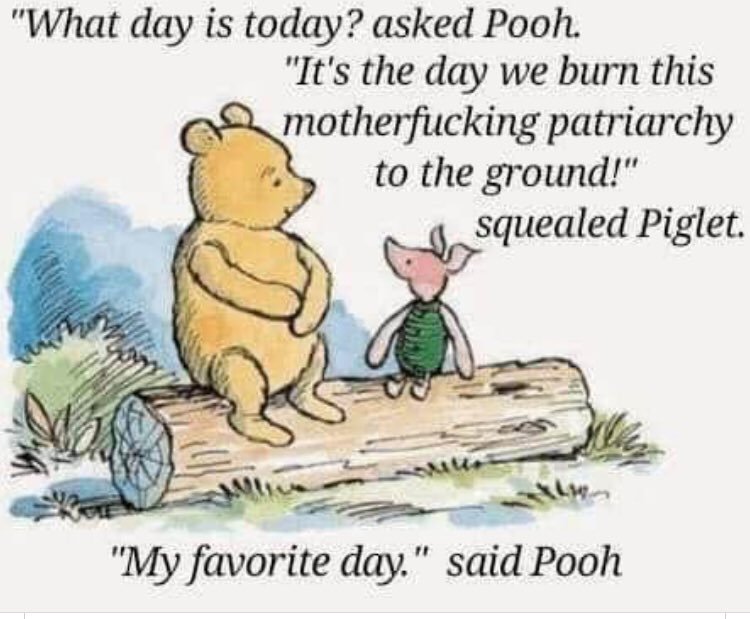 "What day is today? asked Pooh.
"It's the day we burn this
motherfucking patriarchy
to the ground!"
squealed Piglet.
"My favorite day." said Pooh